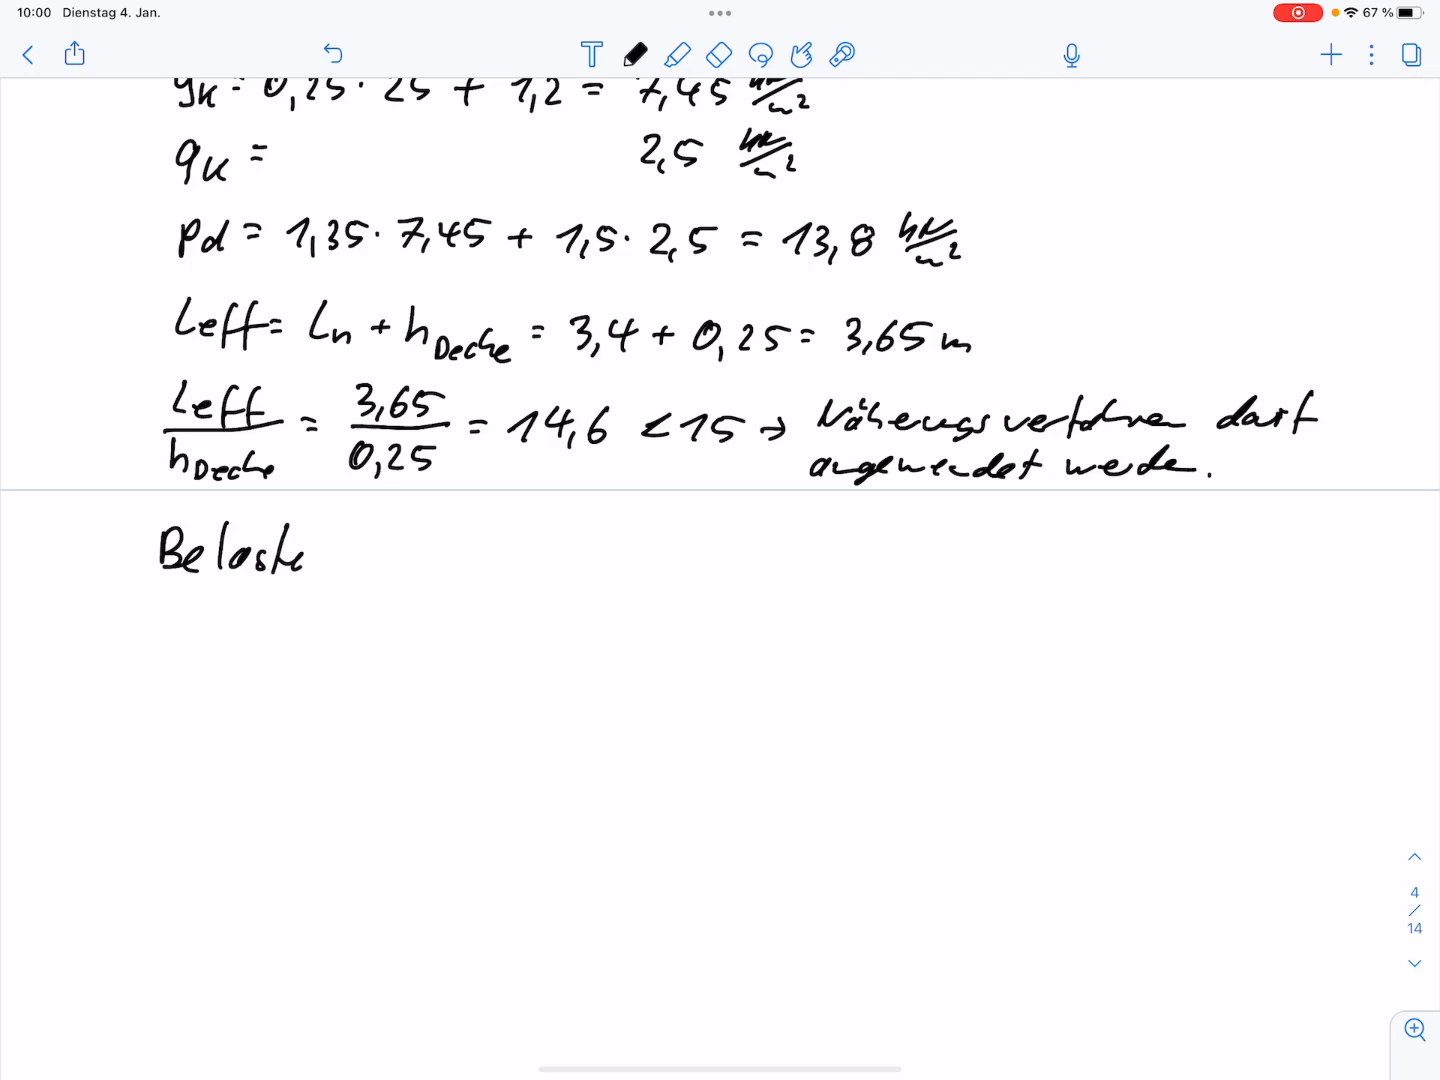 10:00 Dienstag 4. Jan.
67 %
gk = 0,25 · 25 + 1,2 = 7,45 kN/m²
qk = 2,5 kN/m²
Pd = 1,35 · 7,45 + 1,5 · 2,5 = 13,8 kN/m²
Leff = Ln + hDecke = 3,4 + 0,25 = 3,65 m
Leff/hDecke = 3,65/0,25 = 14,6 < 15 → Näherungsverfahren darf
angewendet werden.
Belaste
4
/
14